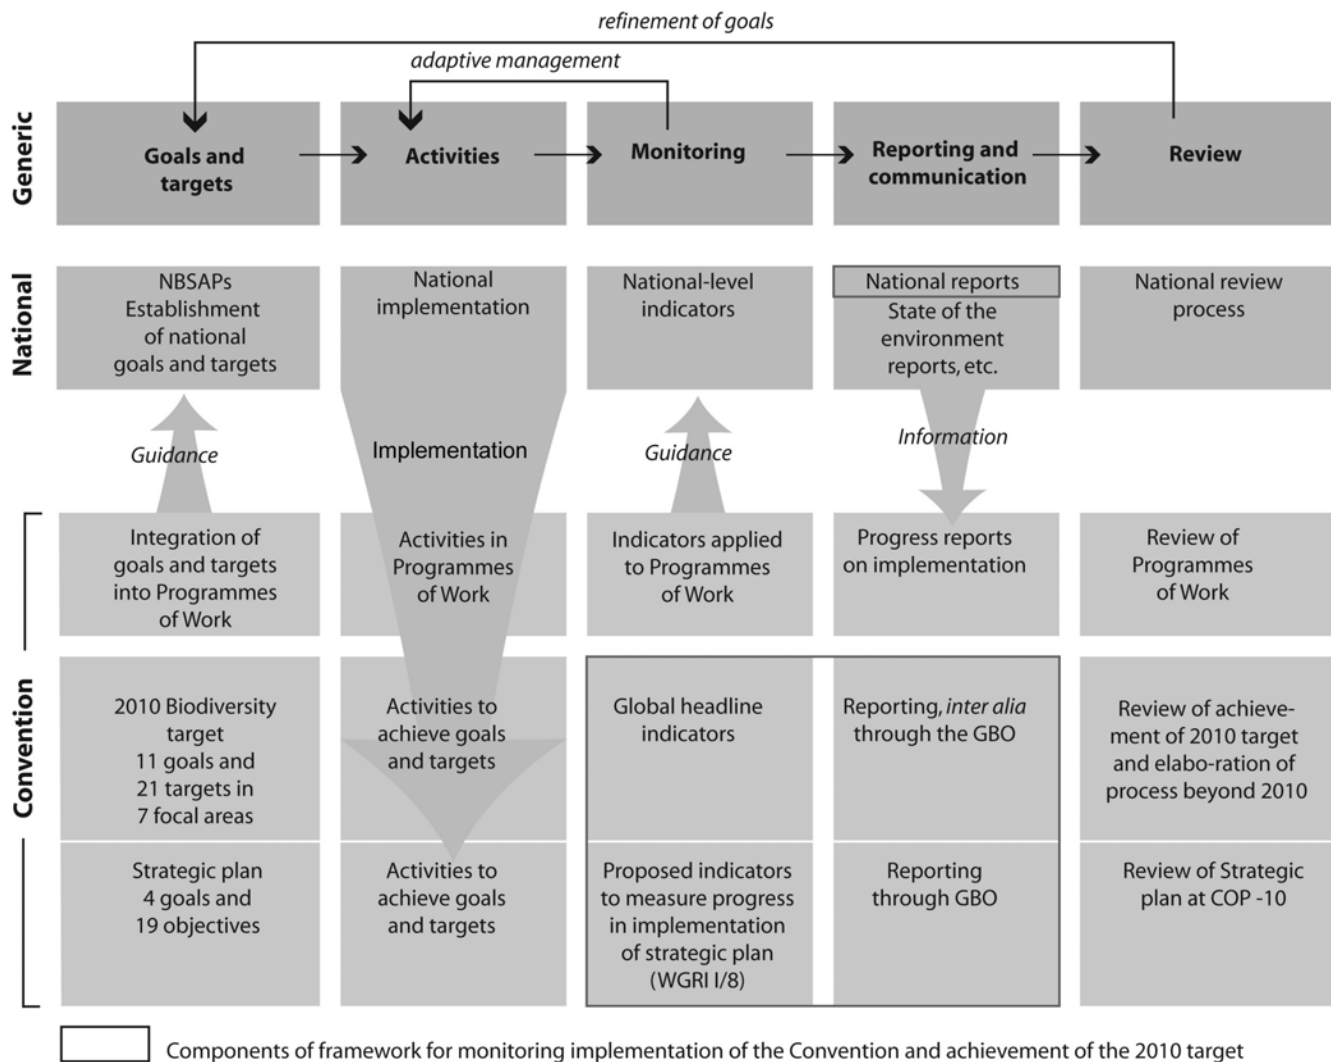 refinement of goals
adaptive management
Generic
Goals and
targets
Activities
Monitoring
Reporting and
communication
Review
National
NBSAPs
Establishment
of national
goals and targets
National
implementation
National-level
indicators
National reports
State of the
environment
reports, etc.
National review
process
Guidance
Implementation
Guidance
Information
Convention
Integration of
goals and targets
into Programmes
of Work
Activities in
Programmes
of Work
Indicators applied
to Programmes
of Work
Progress reports
on implementation
Review of
Programmes
of Work
2010 Biodiversity
target
11 goals and
21 targets in
7 focal areas
Activities to
achieve goals
and targets
Global headline
indicators
Reporting, inter alia
through the GBO
Review of achieve-
ment of 2010 target
and elabo-ration of
process beyond 2010
Strategic plan
4 goals and
19 objectives
Activities to
achieve goals
and targets
Proposed indicators
to measure progress
in implementation
of strategic plan
(WGRI I/8)
Reporting
through GBO
Review of Strategic
plan at COP -10
Components of framework for monitoring implementation of the Convention and achievement of the 2010 target